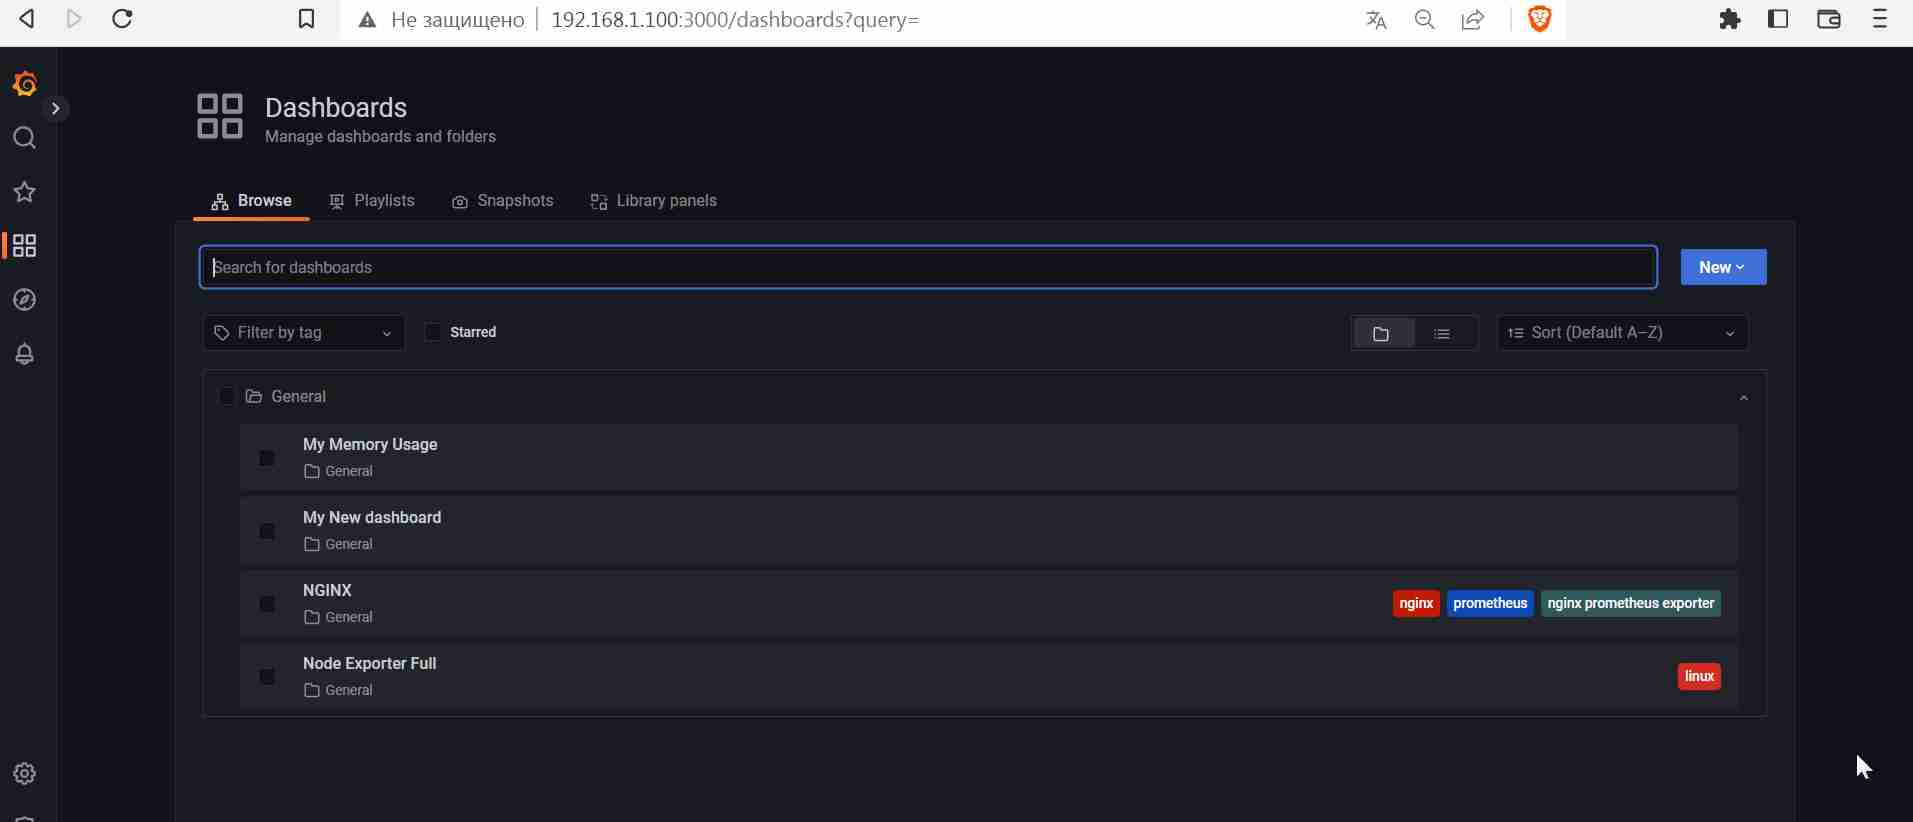 Не защищено 192.168.1.100:3000/dashboards?query=
Dashboards
Manage dashboards and folders
Browse Playlists Snapshots Library panels
Search for dashboards New
Filter by tag Starred Sort (Default A–Z)
General
My Memory Usage
General
My New dashboard
General
NGINX
General
nginx prometheus nginx prometheus exporter
Node Exporter Full
General
linux